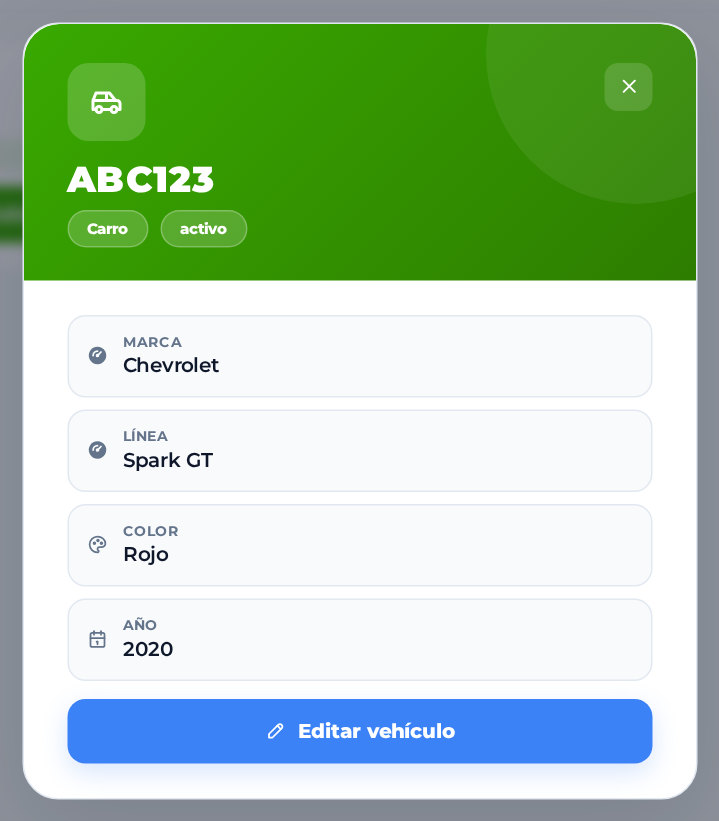 ABC123
Carro
activo
MARCA
Chevrolet
LÍNEA
Spark GT
COLOR
Rojo
AÑO
2020
Editar vehículo